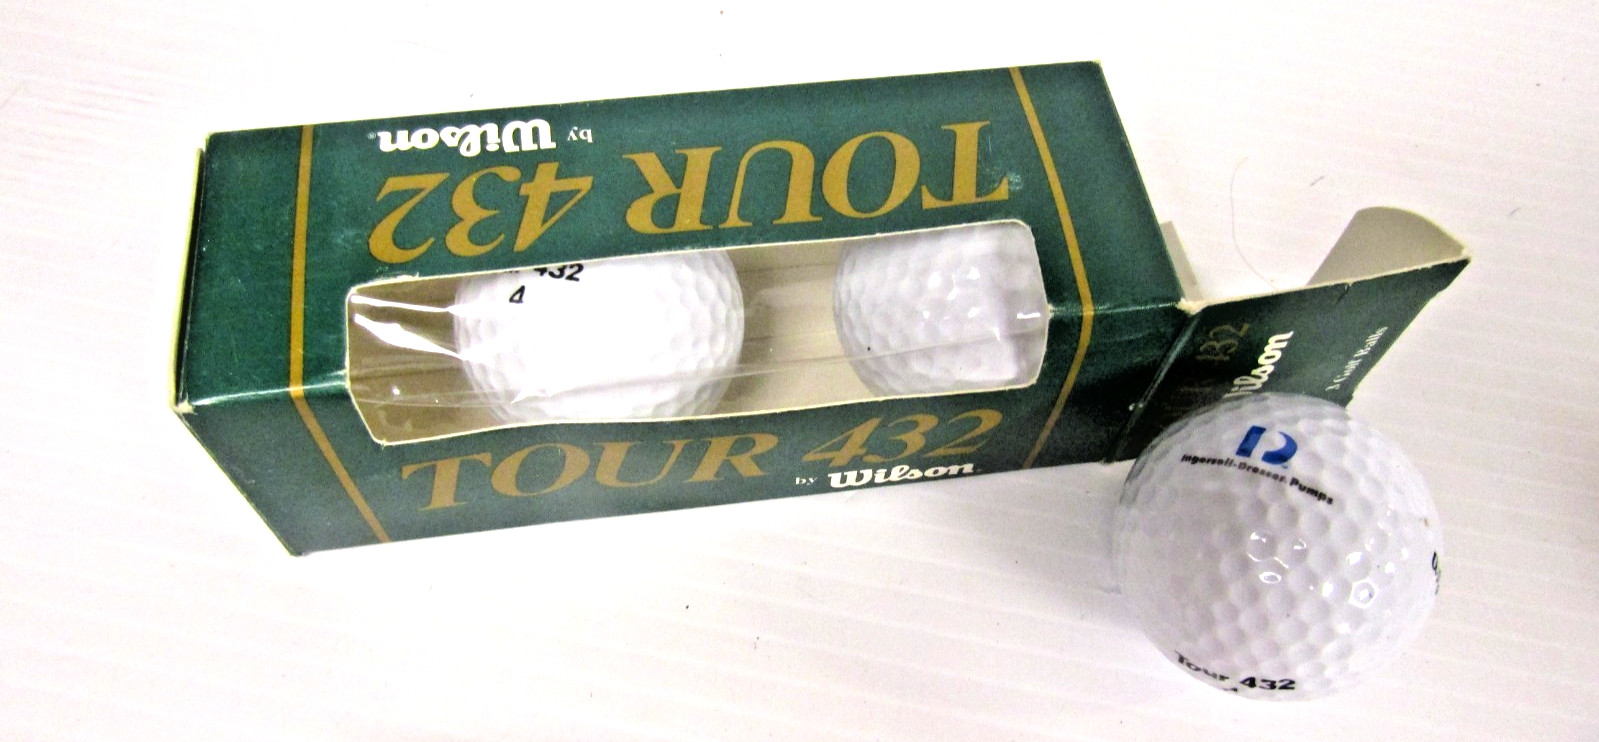 TOUR 432
by Wilson
432
4
TOUR 432
by Wilson
432
Wilson
3 Golf Balls
Ingersoll-Dresser Pumps
Tour 432
4